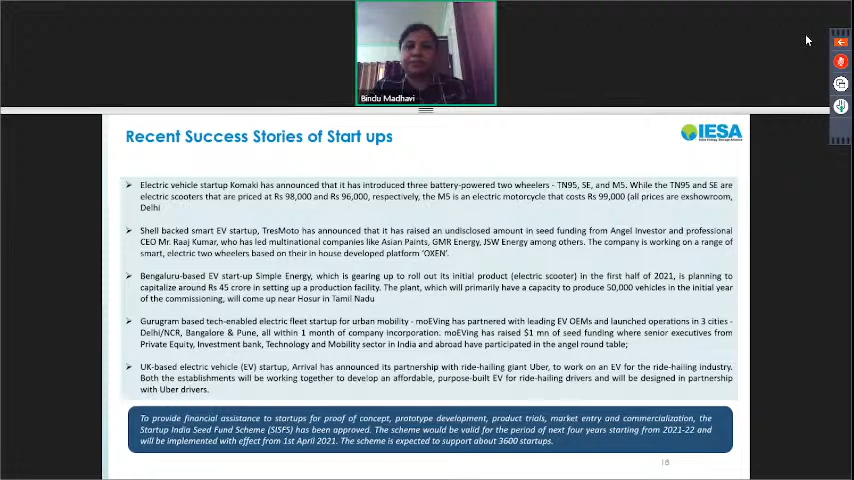 Bindu Madhavi
Recent Success Stories of Start ups
IESA
Electric vehicle startup Komaki has announced that it has introduced three battery-powered two wheelers - TN95, SE, and M5. While the TN95 and SE are
electric scooters that are priced at Rs 98,000 and Rs 96,000, respectively, the M5 is an electric motorcycle that costs Rs 99,000 (all prices are exshowroom,
Delhi
Shell backed smart EV startup, TresMoto has announced that it has raised an undisclosed amount in seed funding from Angel Investor and professional
CEO Mr. Raaj Kumar, who has led multinational companies like Asian Paints, GMR Energy, JSW Energy among others. The company is working on a range of
smart, electric two wheelers based on their in house developed platform 'OXEN'.
Bengaluru-based EV start-up Simple Energy, which is gearing up to roll out its initial product (electric scooter) in the first half of 2021, is planning to
capitalize around Rs 45 crore in setting up a production facility. The plant, which will primarily have a capacity to produce 50,000 vehicles in the initial year
of the commissioning, will come up near Hosur in Tamil Nadu
Gurugram based tech-enabled electric fleet startup for urban mobility - moEVing has partnered with leading EV OEMs and launched operations in 3 cities -
Delhi/NCR, Bangalore & Pune, all within 1 month of company incorporation. moEVing has raised $1 mn of seed funding where senior executives from
Private Equity, Investment bank, Technology and Mobility sector in India and abroad have participated in the angel round table;
UK-based electric vehicle (EV) startup, Arrival has announced its partnership with ride-hailing giant Uber, to work on an EV for the ride-hailing industry.
Both the establishments will be working together to develop an affordable, purpose-built EV for ride-hailing drivers and will be designed in partnership
with Uber drivers.
To provide financial assistance to startups for proof of concept, prototype development, product trials, market entry and commercialization, the
Startup India Seed Fund Scheme (SISFS) has been approved. The scheme would be valid for the period of next four years starting from 2021-22 and
will be implemented with effect from 1st April 2021. The scheme is expected to support about 3600 startups.
18